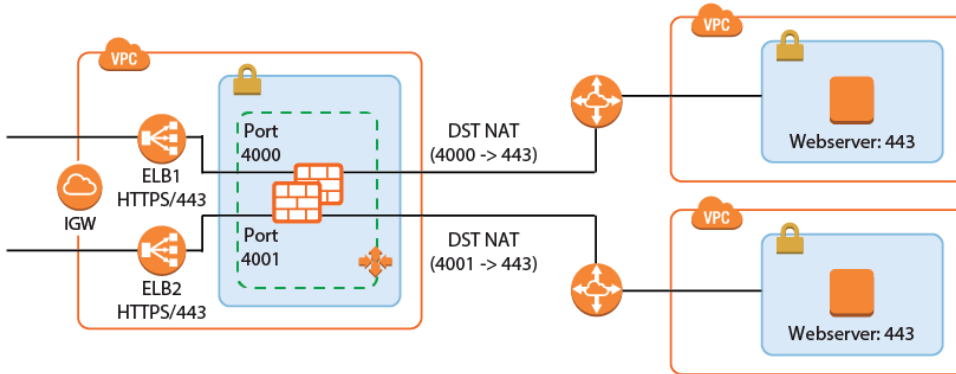 VPC
Port
4000
ELB1
HTTPS/443
IGW
Port
4001
ELB2
HTTPS/443
DST NAT
(4000 -> 443)
DST NAT
(4001 -> 443)
VPC
Webserver: 443
VPC
Webserver: 443